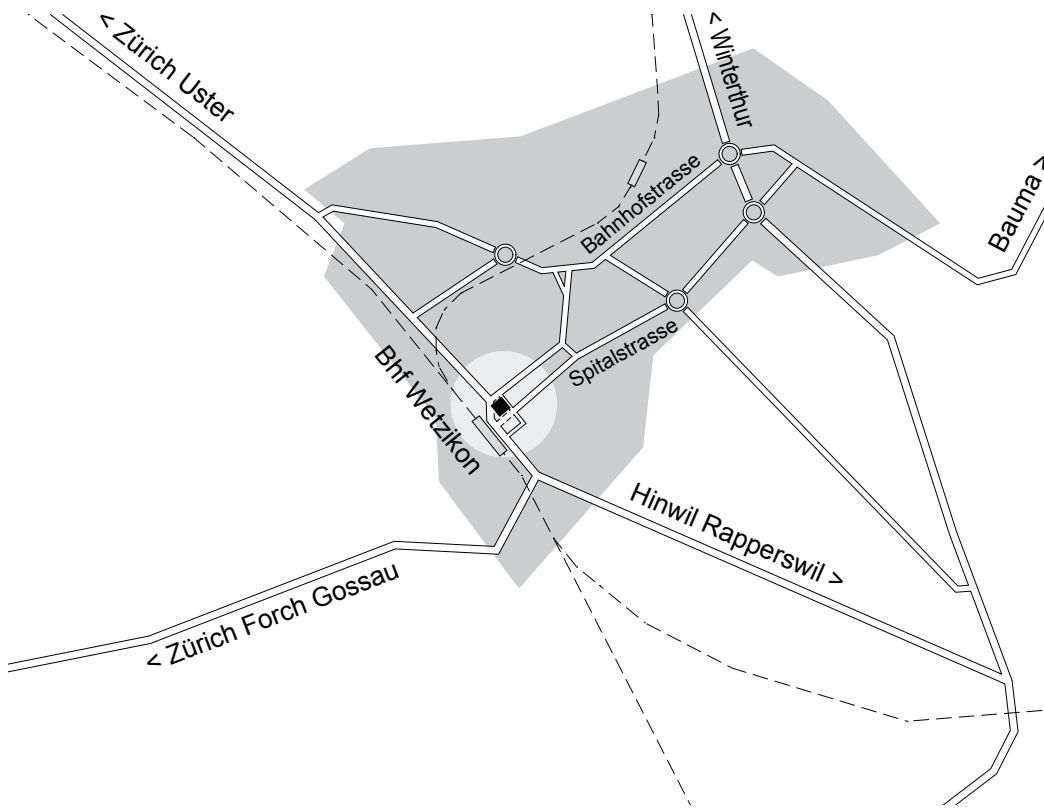 < Zürich Uster
< Winterthur
Bauma >
Bahnhofstrasse
Spitalstrasse
Bhf Wetzikon
Hinwil Rapperswil >
< Zürich Forch Gossau